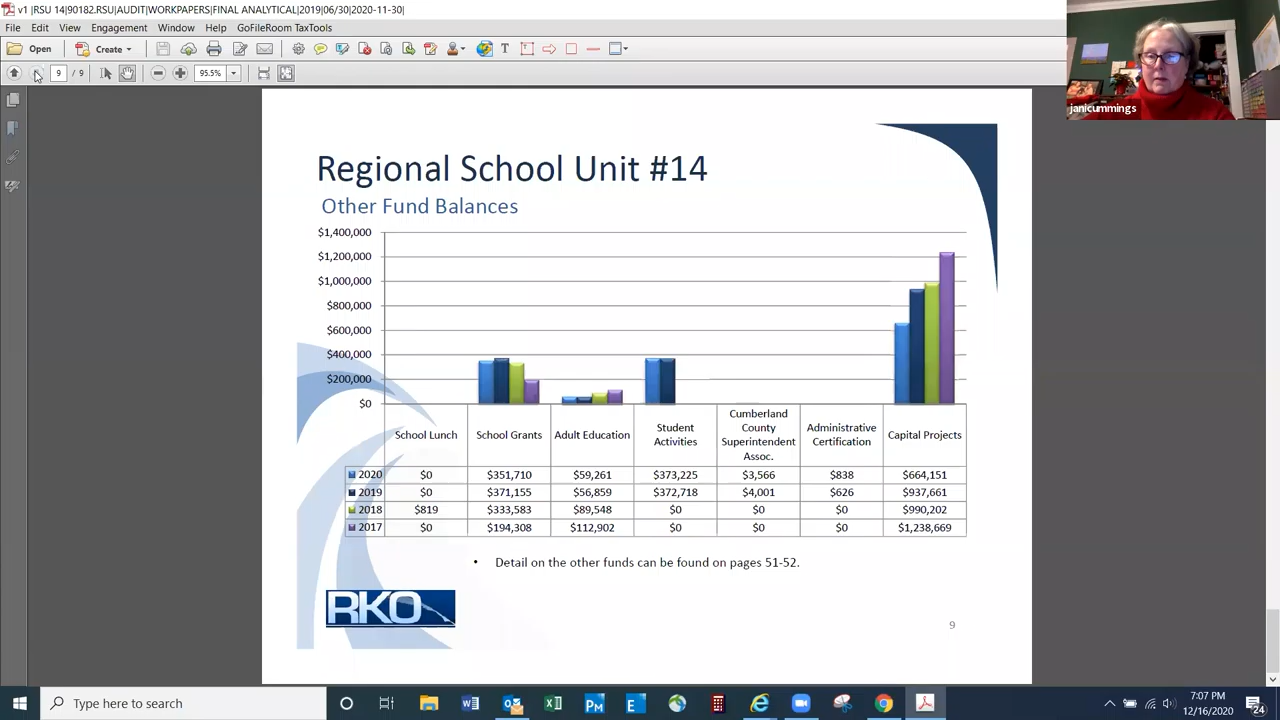 v1 |RSU 14|90182.RSU|AUDIT|WORKPAPERS|FINAL ANALYTICAL|2019|06/30|2020-11-30|
File Edit View Engagement Window Help GoFileRoom TaxTools
Open Create
9 / 9 95.5%
janicummings
Regional School Unit #14
Other Fund Balances
$1,400,000
$1,200,000
$1,000,000
$800,000
$600,000
$400,000
$200,000
$0
School Lunch School Grants Adult Education Student Activities Cumberland County Superintendent Assoc. Administrative Certification Capital Projects
2020 $0 $351,710 $59,261 $373,225 $3,566 $838 $664,151
2019 $0 $371,155 $56,859 $372,718 $4,001 $626 $937,661
2018 $819 $333,583 $89,548 $0 $0 $0 $990,202
2017 $0 $194,308 $112,902 $0 $0 $0 $1,238,669
• Detail on the other funds can be found on pages 51-52.
RKO
9
Type here to search
7:07 PM
12/16/2020
24